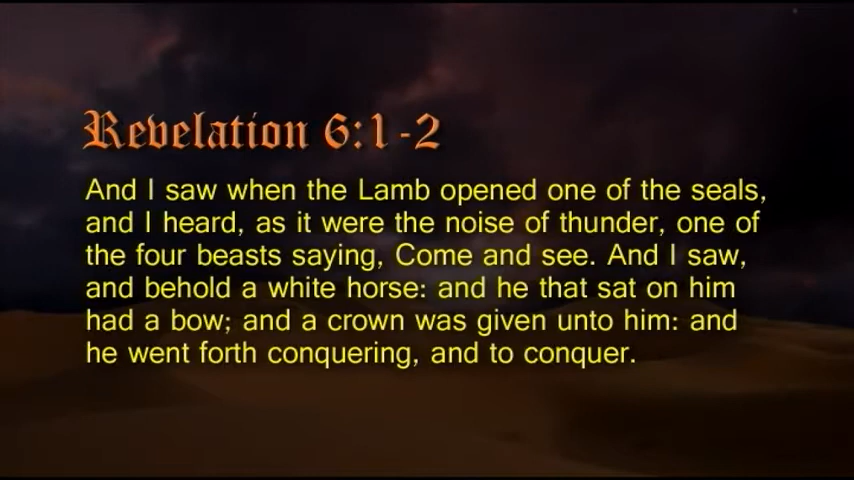 Revelation 6:1-2
And I saw when the Lamb opened one of the seals,
and I heard, as it were the noise of thunder, one of
the four beasts saying, Come and see. And I saw,
and behold a white horse: and he that sat on him
had a bow; and a crown was given unto him: and
he went forth conquering, and to conquer.